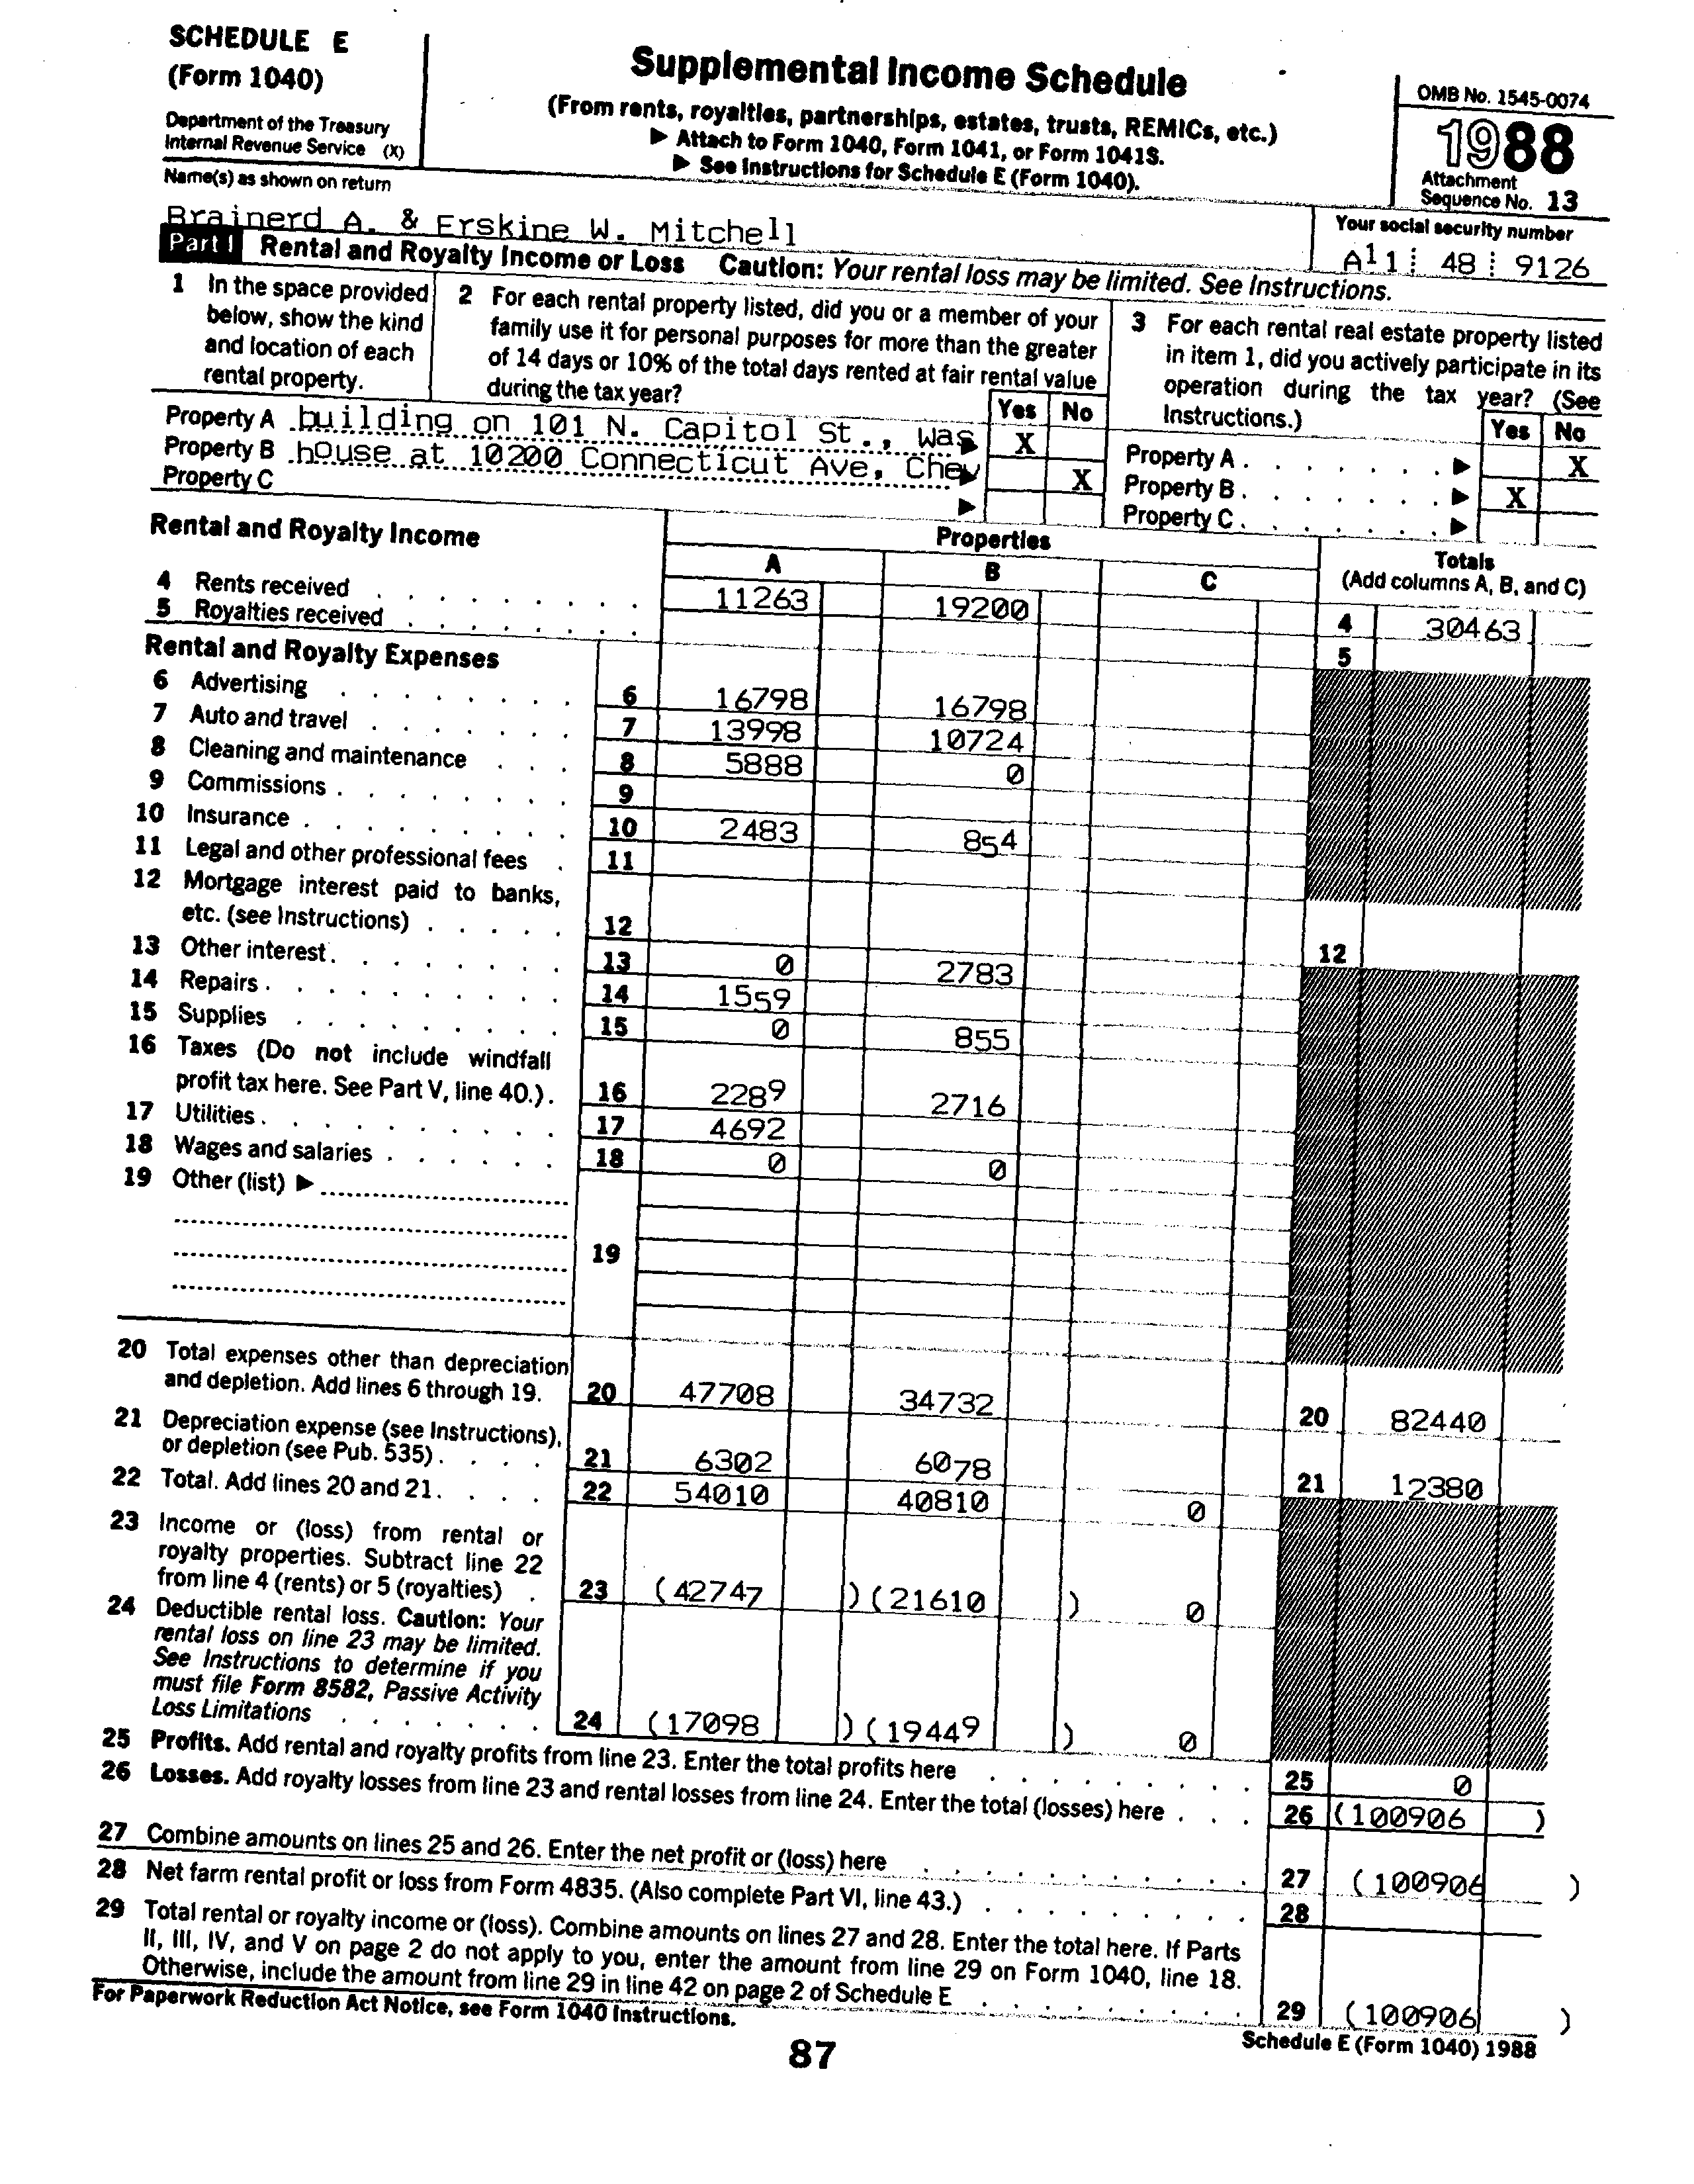 SCHEDULE E
(Form 1040)
Department of the Treasury
Internal Revenue Service (X)
Supplemental Income Schedule
(From rents, royalties, partnerships, estates, trusts, REMICs, etc.)
▶ Attach to Form 1040, Form 1041, or Form 1041S.
▶ See Instructions for Schedule E (Form 1040).
OMB No. 1545-0074
1988
Attachment
Sequence No. 13
Name(s) as shown on return
Brainerd A. & Erskine W. Mitchell
Your social security number
A11 48 9126
Part I Rental and Royalty Income or Loss Caution: Your rental loss may be limited. See Instructions.
1 In the space provided
below, show the kind
and location of each
rental property.
2 For each rental property listed, did you or a member of your
family use it for personal purposes for more than the greater
of 14 days or 10% of the total days rented at fair rental value
during the tax year?
3 For each rental real estate property listed
in item 1, did you actively participate in its
operation during the tax year? (See
Instructions.)
Yes No
Yes No
Property A building on 101 N. Capitol St., was ▶ X
Property A . . . . . . . ▶ X
Property B house at 10200 Connecticut Ave, Chev ▶ X
Property B . . . . . . . ▶ X
Property C ▶
Property C . . . . . . . ▶
Rental and Royalty Income
Properties
A B C
Totals
(Add columns A, B, and C)
4 Rents received . . . . . . . . 11263 19200 4 30463
5 Royalties received . . . . . . . 5
Rental and Royalty Expenses
6 Advertising . . . . . . . . 6 16798 16798
7 Auto and travel . . . . . . . 7 13998 10724
8 Cleaning and maintenance . . . 8 5888 0
9 Commissions . . . . . . . . 9
10 Insurance . . . . . . . . . 10 2483 854
11 Legal and other professional fees . 11
12 Mortgage interest paid to banks,
etc. (see Instructions) . . . . . 12 12
13 Other interest . . . . . . . . 13 0 2783
14 Repairs . . . . . . . . . . 14 1559
15 Supplies . . . . . . . . . 15 0 855
16 Taxes (Do not include windfall
profit tax here. See Part V, line 40.) . 16 2289 2716
17 Utilities . . . . . . . . . . 17 4692
18 Wages and salaries . . . . . . 18 0 0
19 Other (list) ▶
19
20 Total expenses other than depreciation
and depletion. Add lines 6 through 19. 20 47708 34732 20 82440
21 Depreciation expense (see Instructions),
or depletion (see Pub. 535) . . . . 21 6302 6078 21 12380
22 Total. Add lines 20 and 21. . . . . 22 54010 40810 0
23 Income or (loss) from rental or
royalty properties. Subtract line 22
from line 4 (rents) or 5 (royalties) . 23 (42747 ) (21610 ) 0
24 Deductible rental loss. Caution: Your
rental loss on line 23 may be limited.
See Instructions to determine if you
must file Form 8582, Passive Activity
Loss Limitations . . . . . . . 24 (17098 ) (19449 ) 0
25 Profits. Add rental and royalty profits from line 23. Enter the total profits here . . . . . . . . . 25 0
26 Losses. Add royalty losses from line 23 and rental losses from line 24. Enter the total (losses) here . . . 26 (100906 )
27 Combine amounts on lines 25 and 26. Enter the net profit or (loss) here . . . . . . . . . . . 27 (100906 )
28 Net farm rental profit or loss from Form 4835. (Also complete Part VI, line 43.) . . . . . . . . . 28
29 Total rental or royalty income or (loss). Combine amounts on lines 27 and 28. Enter the total here. If Parts
II, III, IV, and V on page 2 do not apply to you, enter the amount from line 29 on Form 1040, line 18.
Otherwise, include the amount from line 29 in line 42 on page 2 of Schedule E . . . . . . . . . 29 (100906 )
For Paperwork Reduction Act Notice, see Form 1040 Instructions.
Schedule E (Form 1040) 1988
87